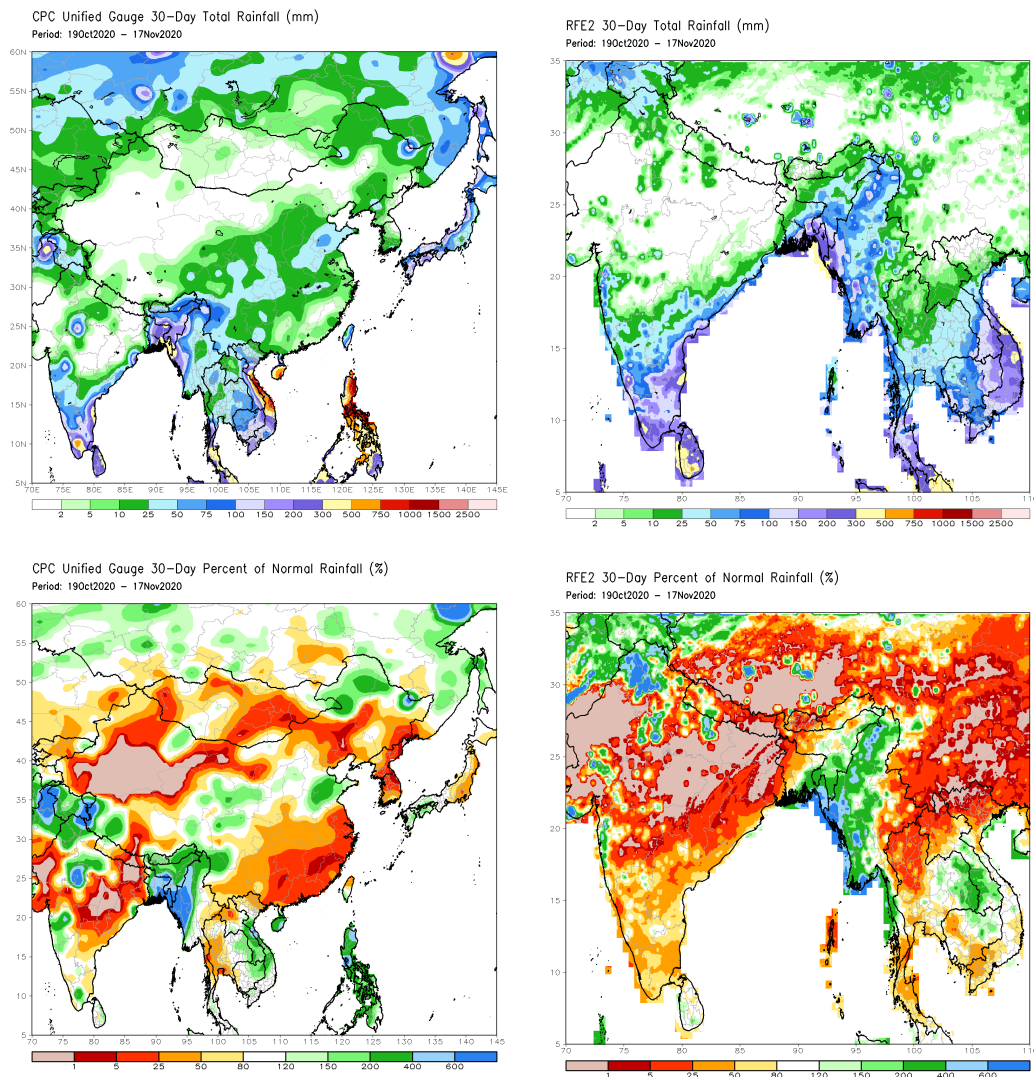 CPC Unified Gauge 30-Day Total Rainfall (mm)
Period: 19Oct2020 - 17Nov2020
60N
55N
50N
45N
40N
35N
30N
25N
20N
15N
10N
5N
70E 75E 80E 85E 90E 95E 100E 105E 110E 115E 120E 125E 130E 135E 140E 145E
2 5 10 25 50 75 100 150 200 300 500 750 1000 1500 2500
RFE2 30-Day Total Rainfall (mm)
Period: 19Oct2020 - 17Nov2020
35
30
25
20
15
10
5
70 75 80 85 90 95 100 105 110
2 5 10 25 50 75 100 150 200 300 500 750 1000 1500 2500
CPC Unified Gauge 30-Day Percent of Normal Rainfall (%)
Period: 19Oct2020 - 17Nov2020
60
55
50
45
40
35
30
25
20
15
10
5
70 75 80 85 90 95 100 105 110 115 120 125 130 135 140 145
1 5 25 50 80 120 150 200 400 600
RFE2 30-Day Percent of Normal Rainfall (%)
Period: 19Oct2020 - 17Nov2020
35
30
25
20
15
10
5
70 75 80 85 90 95 100 105 110
1 5 25 50 80 120 150 200 400 600